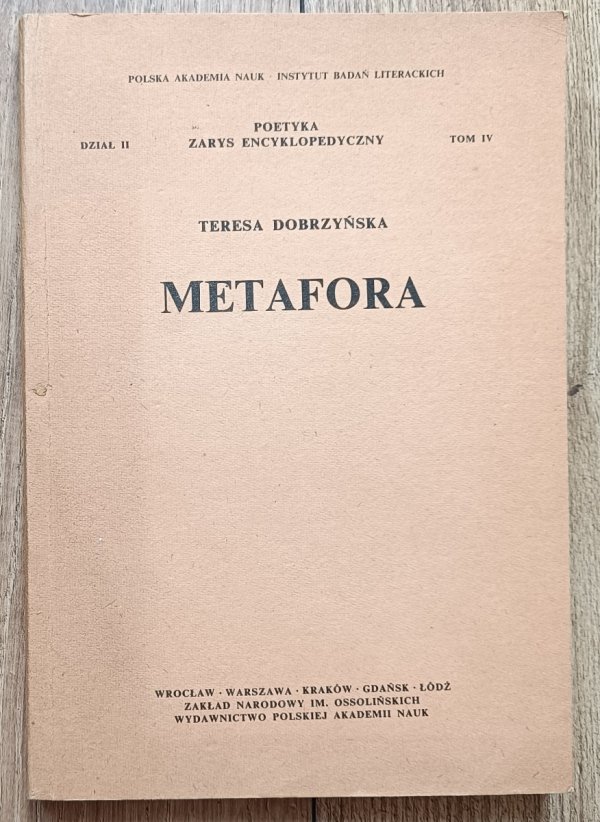 POLSKA AKADEMIA NAUK · INSTYTUT BADAŃ LITERACKICH
POETYKA
DZIAŁ II ZARYS ENCYKLOPEDYCZNY TOM IV
TERESA DOBRZYŃSKA
METAFORA
WROCŁAW · WARSZAWA · KRAKÓW · GDAŃSK · ŁÓDŹ
ZAKŁAD NARODOWY IM. OSSOLIŃSKICH
WYDAWNICTWO POLSKIEJ AKADEMII NAUK